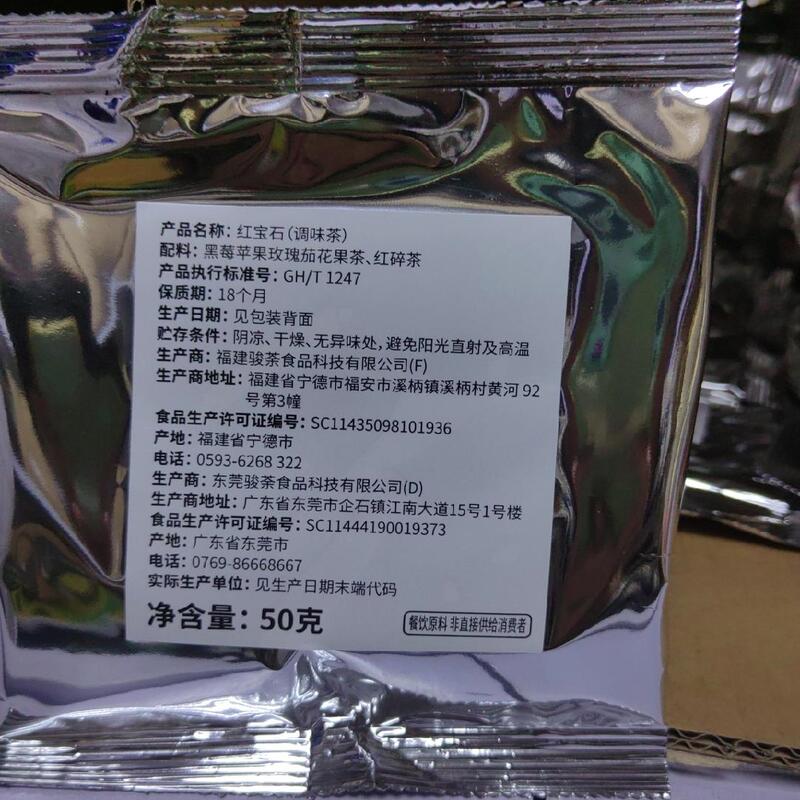 产品名称：红宝石（调味茶）
配料：黑莓苹果玫瑰茄花果茶、红碎茶
产品执行标准号：GH/T 1247
保质期：18个月
生产日期：见包装背面
贮存条件：阴凉、干燥、无异味处，避免阳光直射及高温
生产商：福建骏荼食品科技有限公司(F)
生产商地址：福建省宁德市福安市溪柄镇溪柄村黄河 92
号第3幢
食品生产许可证编号：SC11435098101936
产地：福建省宁德市
电话：0593-6268 322
生产商：东莞骏荼食品科技有限公司(D)
生产商地址：广东省东莞市企石镇江南大道15号1号楼
食品生产许可证编号：SC11444190019373
产地：广东省东莞市
电话：0769-86668667
实际生产单位：见生产日期末端代码
净含量：50克
餐饮原料 非直接供给消费者